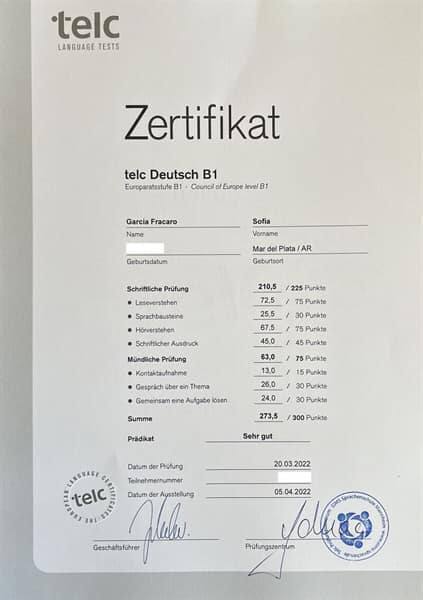 telc
LANGUAGE TESTS
Zertifikat
telc Deutsch B1
Europaratsstufe B1 - Council of Europe level B1
Garcia Fracaro Sofia
Name Vorname
Mar del Plata / AR
Geburtsdatum Geburtsort
Schriftliche Prüfung 210,5 / 225 Punkte
• Leseverstehen 72,5 / 75 Punkte
• Sprachbausteine 25,5 / 30 Punkte
• Hörverstehen 67,5 / 75 Punkte
• Schriftlicher Ausdruck 45,0 / 45 Punkte
Mündliche Prüfung 63,0 / 75 Punkte
• Kontaktaufnahme 13,0 / 15 Punkte
• Gespräch über ein Thema 26,0 / 30 Punkte
• Gemeinsam eine Aufgabe lösen 24,0 / 30 Punkte
Summe 273,5 / 300 Punkte
Prädikat Sehr gut
Datum der Prüfung 20.03.2022
Teilnehmernummer
Datum der Ausstellung 05.04.2022
telc
Geschäftsführer Prüfungszentrum